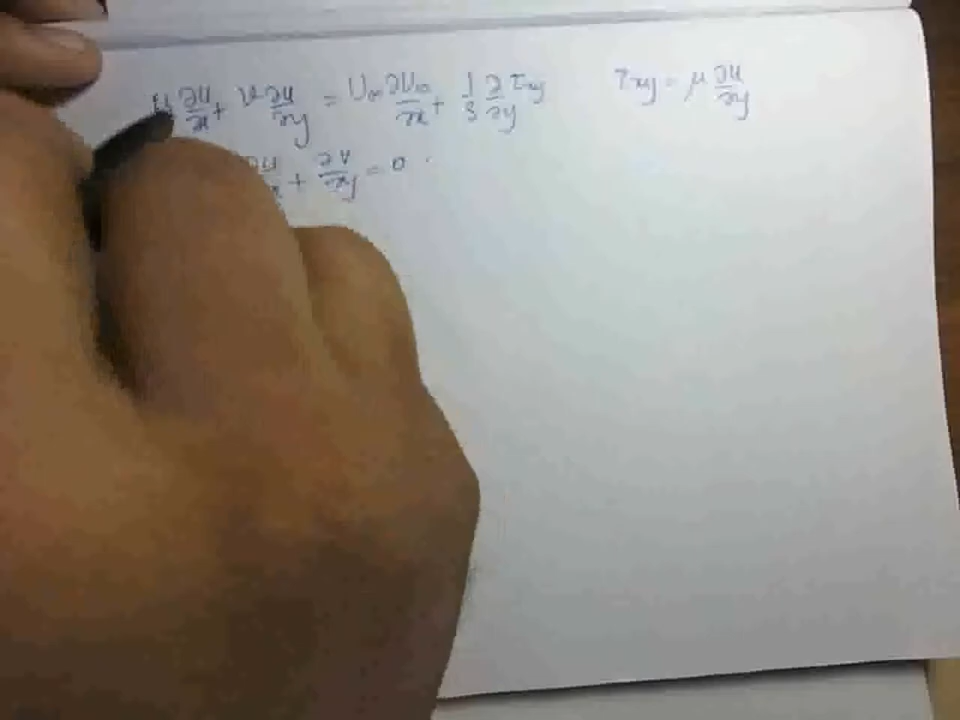 u ∂u/∂x + v ∂u/∂y = U∞ ∂U∞/∂x + 1/ρ ∂/∂y τxy    τxy = μ ∂u/∂y
∂u/∂x + ∂v/∂y = 0